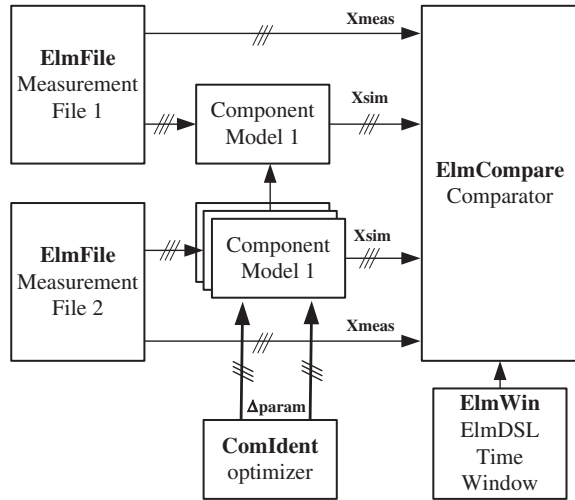 Xmeas
ElmFile
Measurement
File 1
Component
Model 1
Xsim
ElmCompare
Comparator
ElmFile
Measurement
File 2
Component
Model 1
Xsim
Xmeas
Δparam
ComIdent
optimizer
ElmWin
ElmDSL
Time
Window